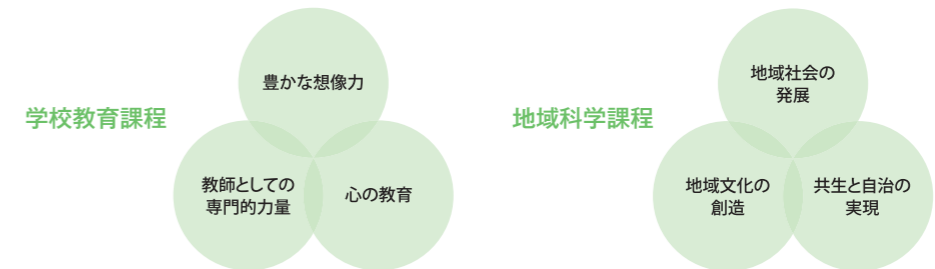 学校教育課程
豊かな想像力
教師としての
専門的力量
心の教育
地域科学課程
地域社会の
発展
地域文化の
創造
共生と自治の
実現